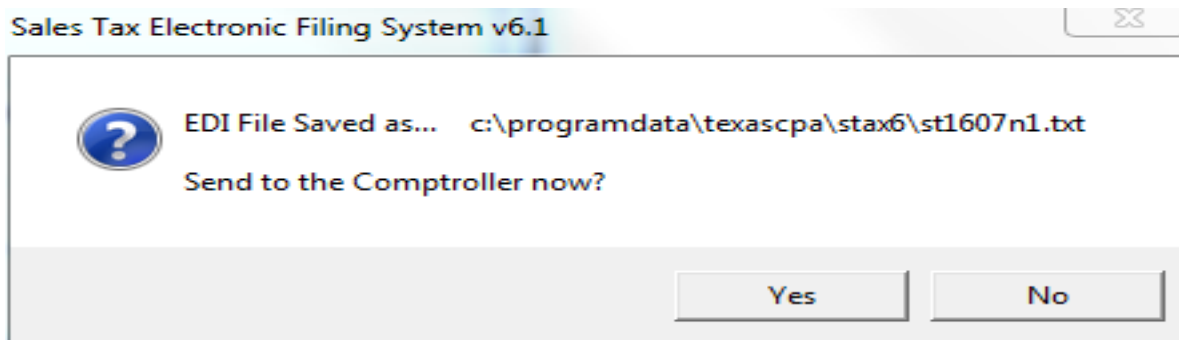 Sales Tax Electronic Filing System v6.1
EDI File Saved as... c:\programdata\texascpa\stax6\st1607n1.txt
Send to the Comptroller now?
Yes No